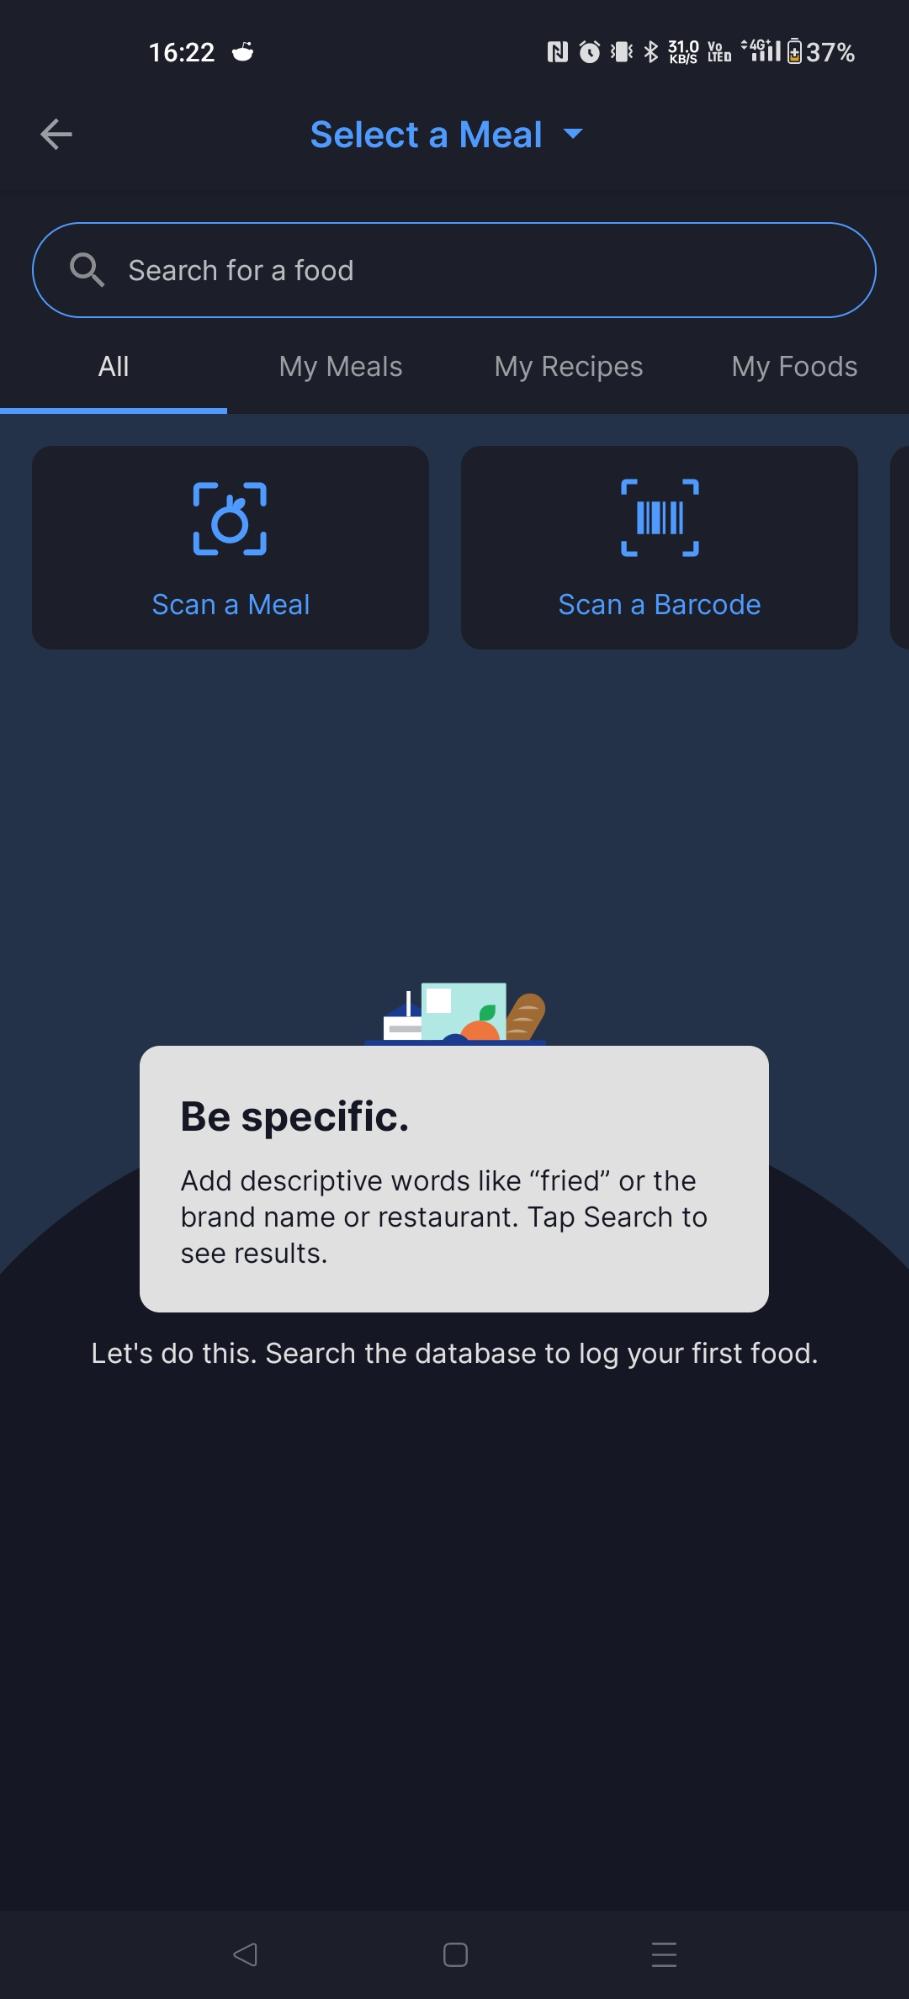 16:22
31.0 KB/S Vo LTE 4G+ 37%
Select a Meal
Search for a food
All My Meals My Recipes My Foods
Scan a Meal Scan a Barcode
Be specific.
Add descriptive words like “fried” or the
brand name or restaurant. Tap Search to
see results.
Let's do this. Search the database to log your first food.